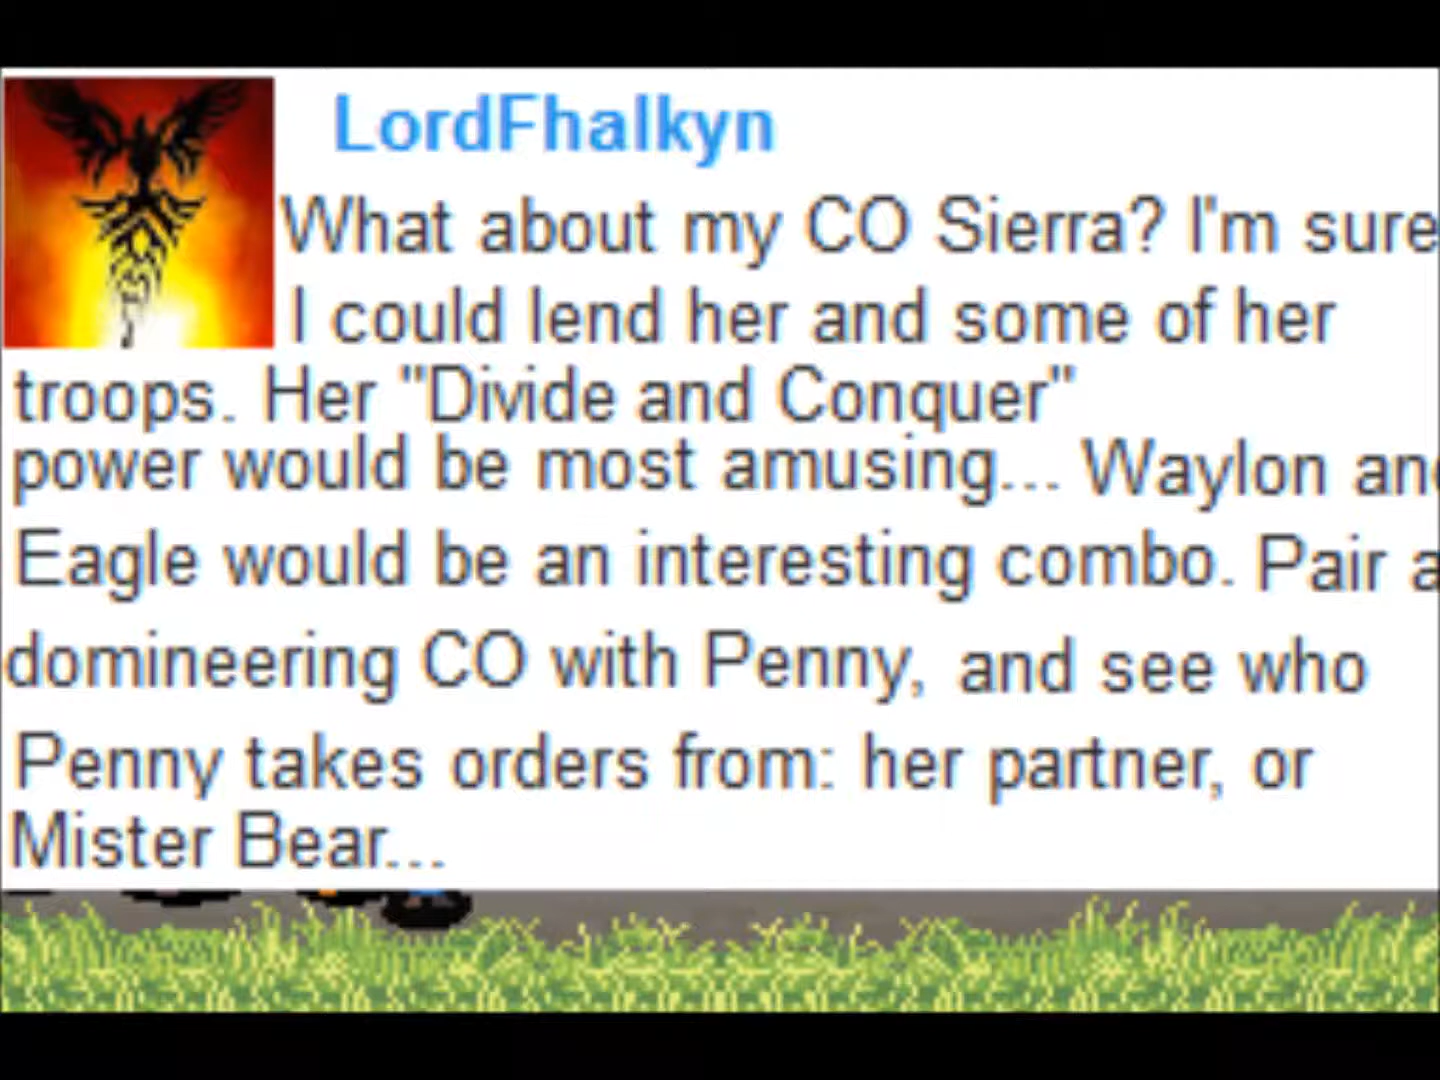 LordFhalkyn
What about my CO Sierra? I'm sure
I could lend her and some of her
troops. Her "Divide and Conquer"
power would be most amusing... Waylon and
Eagle would be an interesting combo. Pair a
domineering CO with Penny, and see who
Penny takes orders from: her partner, or
Mister Bear...